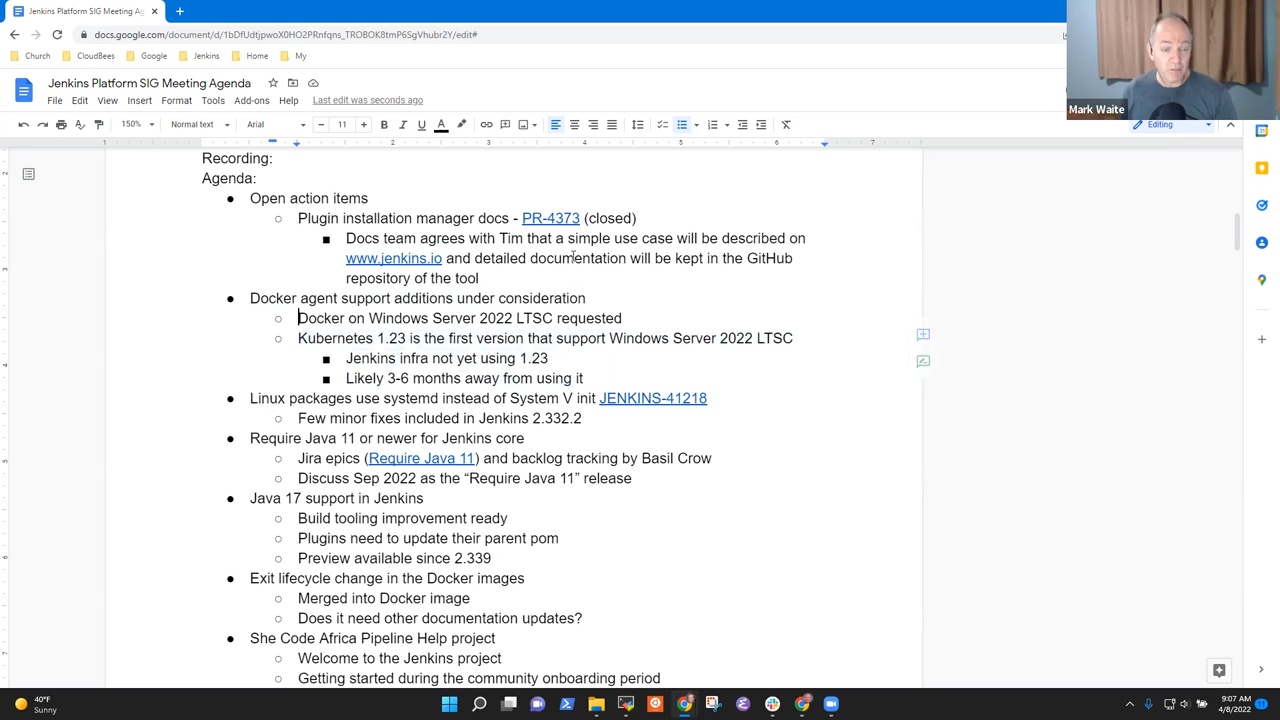 Jenkins Platform SIG Meeting Ag
docs.google.com/document/d/1bDfUdtjpwoX0HO2PRnfqns_TROBOK8tmP6SgVhubr2Y/edit#
Church CloudBees Google Jenkins Home My
Jenkins Platform SIG Meeting Agenda
File Edit View Insert Format Tools Add-ons Help Last edit was seconds ago
Mark Waite
150% Normal text Arial 11 Editing
1 2 3 4 5 6 7
Recording:
Agenda:
● Open action items
○ Plugin installation manager docs - PR-4373 (closed)
■ Docs team agrees with Tim that a simple use case will be described on
www.jenkins.io and detailed documentation will be kept in the GitHub
repository of the tool
● Docker agent support additions under consideration
○ Docker on Windows Server 2022 LTSC requested
○ Kubernetes 1.23 is the first version that support Windows Server 2022 LTSC
■ Jenkins infra not yet using 1.23
■ Likely 3-6 months away from using it
● Linux packages use systemd instead of System V init JENKINS-41218
○ Few minor fixes included in Jenkins 2.332.2
● Require Java 11 or newer for Jenkins core
○ Jira epics (Require Java 11) and backlog tracking by Basil Crow
○ Discuss Sep 2022 as the “Require Java 11” release
● Java 17 support in Jenkins
○ Build tooling improvement ready
○ Plugins need to update their parent pom
○ Preview available since 2.339
● Exit lifecycle change in the Docker images
○ Merged into Docker image
○ Does it need other documentation updates?
● She Code Africa Pipeline Help project
○ Welcome to the Jenkins project
○ Getting started during the community onboarding period
40°F
Sunny
9:07 AM
4/8/2022